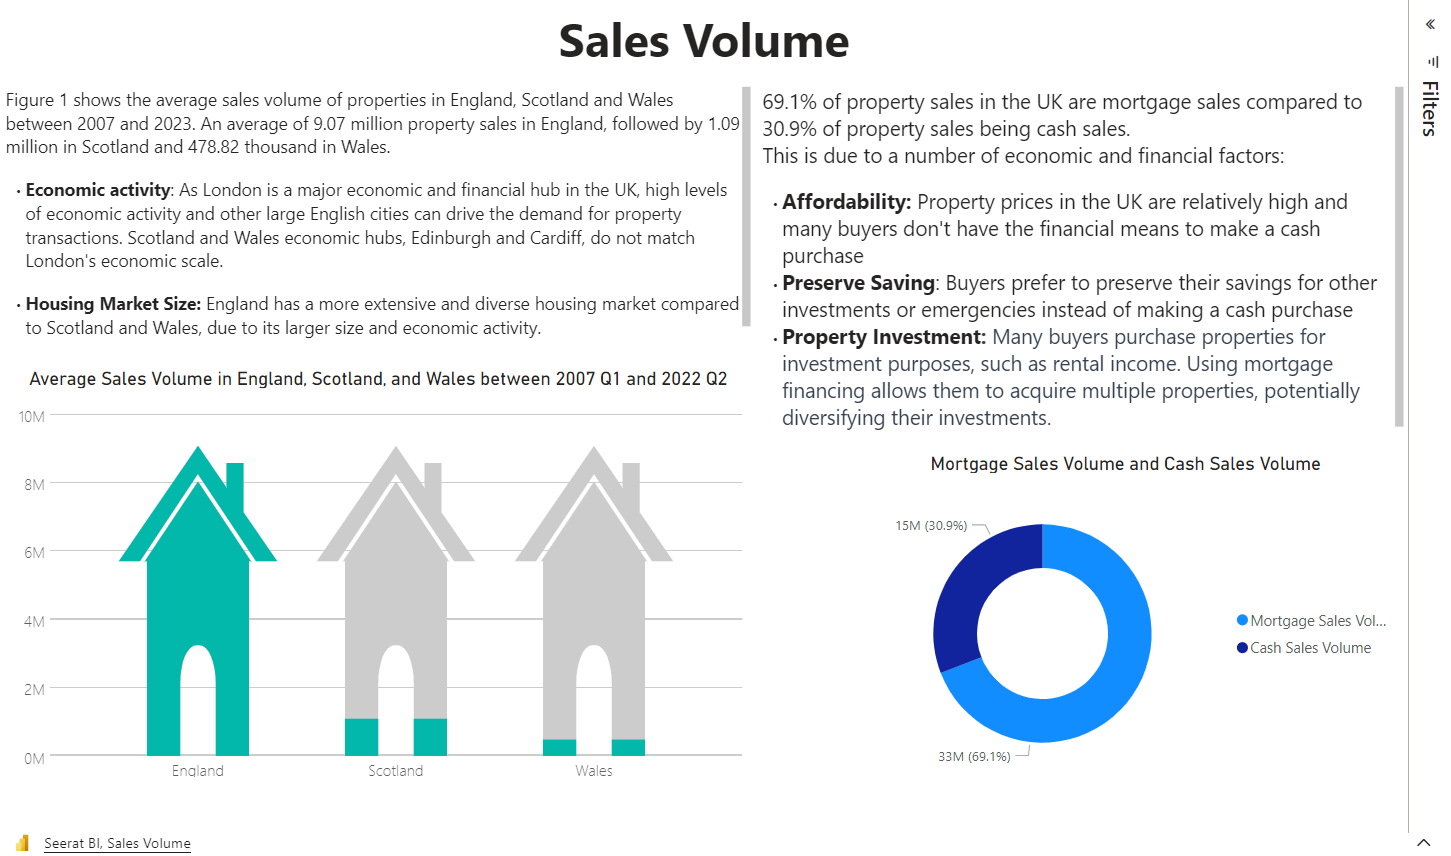 Sales Volume
Figure 1 shows the average sales volume of properties in England, Scotland and Wales
between 2007 and 2023. An average of 9.07 million property sales in England, followed by 1.09
million in Scotland and 478.82 thousand in Wales.
• Economic activity: As London is a major economic and financial hub in the UK, high levels
of economic activity and other large English cities can drive the demand for property
transactions. Scotland and Wales economic hubs, Edinburgh and Cardiff, do not match
London's economic scale.
• Housing Market Size: England has a more extensive and diverse housing market compared
to Scotland and Wales, due to its larger size and economic activity.
Average Sales Volume in England, Scotland, and Wales between 2007 Q1 and 2022 Q2
10M
8M
6M
4M
2M
0M
England
Scotland
Wales
69.1% of property sales in the UK are mortgage sales compared to
30.9% of property sales being cash sales.
This is due to a number of economic and financial factors:
• Affordability: Property prices in the UK are relatively high and
many buyers don't have the financial means to make a cash
purchase
• Preserve Saving: Buyers prefer to preserve their savings for other
investments or emergencies instead of making a cash purchase
• Property Investment: Many buyers purchase properties for
investment purposes, such as rental income. Using mortgage
financing allows them to acquire multiple properties, potentially
diversifying their investments.
Mortgage Sales Volume and Cash Sales Volume
15M (30.9%)
33M (69.1%)
Mortgage Sales Vol...
Cash Sales Volume
Filters
Seerat BI, Sales Volume